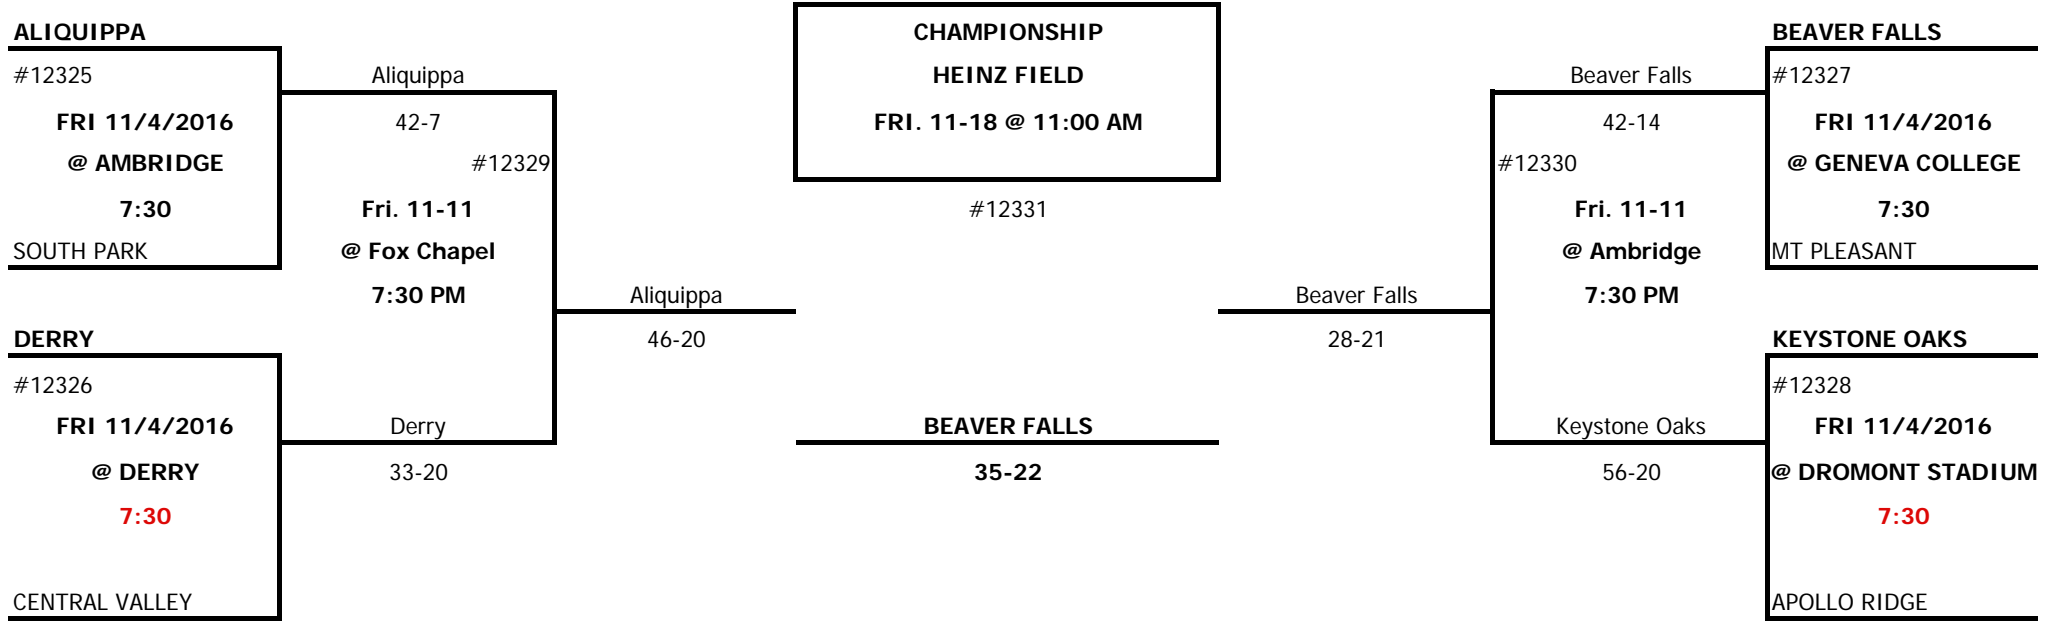 ALIQUIPPA
#12325
FRI 11/4/2016
@ AMBRIDGE
7:30
SOUTH PARK
DERRY
#12326
FRI 11/4/2016
@ DERRY
7:30
CENTRAL VALLEY
Aliquippa
42-7
#12329
Fri. 11-11
@ Fox Chapel
7:30 PM
Derry
33-20
Aliquippa
46-20
CHAMPIONSHIP
HEINZ FIELD
FRI. 11-18 @ 11:00 AM
#12331
BEAVER FALLS
35-22
Beaver Falls
28-21
Beaver Falls
42-14
#12330
Fri. 11-11
@ Ambridge
7:30 PM
Keystone Oaks
56-20
BEAVER FALLS
#12327
FRI 11/4/2016
@ GENEVA COLLEGE
7:30
MT PLEASANT
KEYSTONE OAKS
#12328
FRI 11/4/2016
@ DROMONT STADIUM
7:30
APOLLO RIDGE